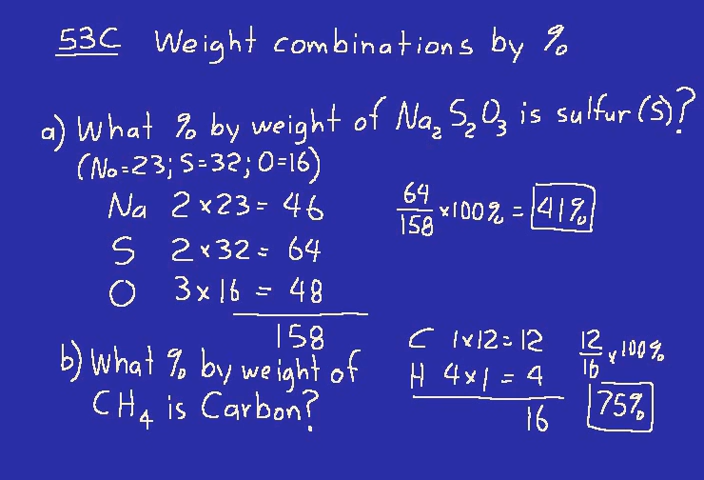 53C Weight combinations by %
a) What % by weight of Na₂S₂O₃ is sulfur (S)?
(Na=23; S=32; O=16)
Na 2×23= 46
S 2×32= 64
O 3×16 = 48
158
64/158 ×100% = 41%
b) What % by weight of
CH₄ is Carbon?
C 1×12=12
H 4×1 = 4
16
12/16 ×100%
75%